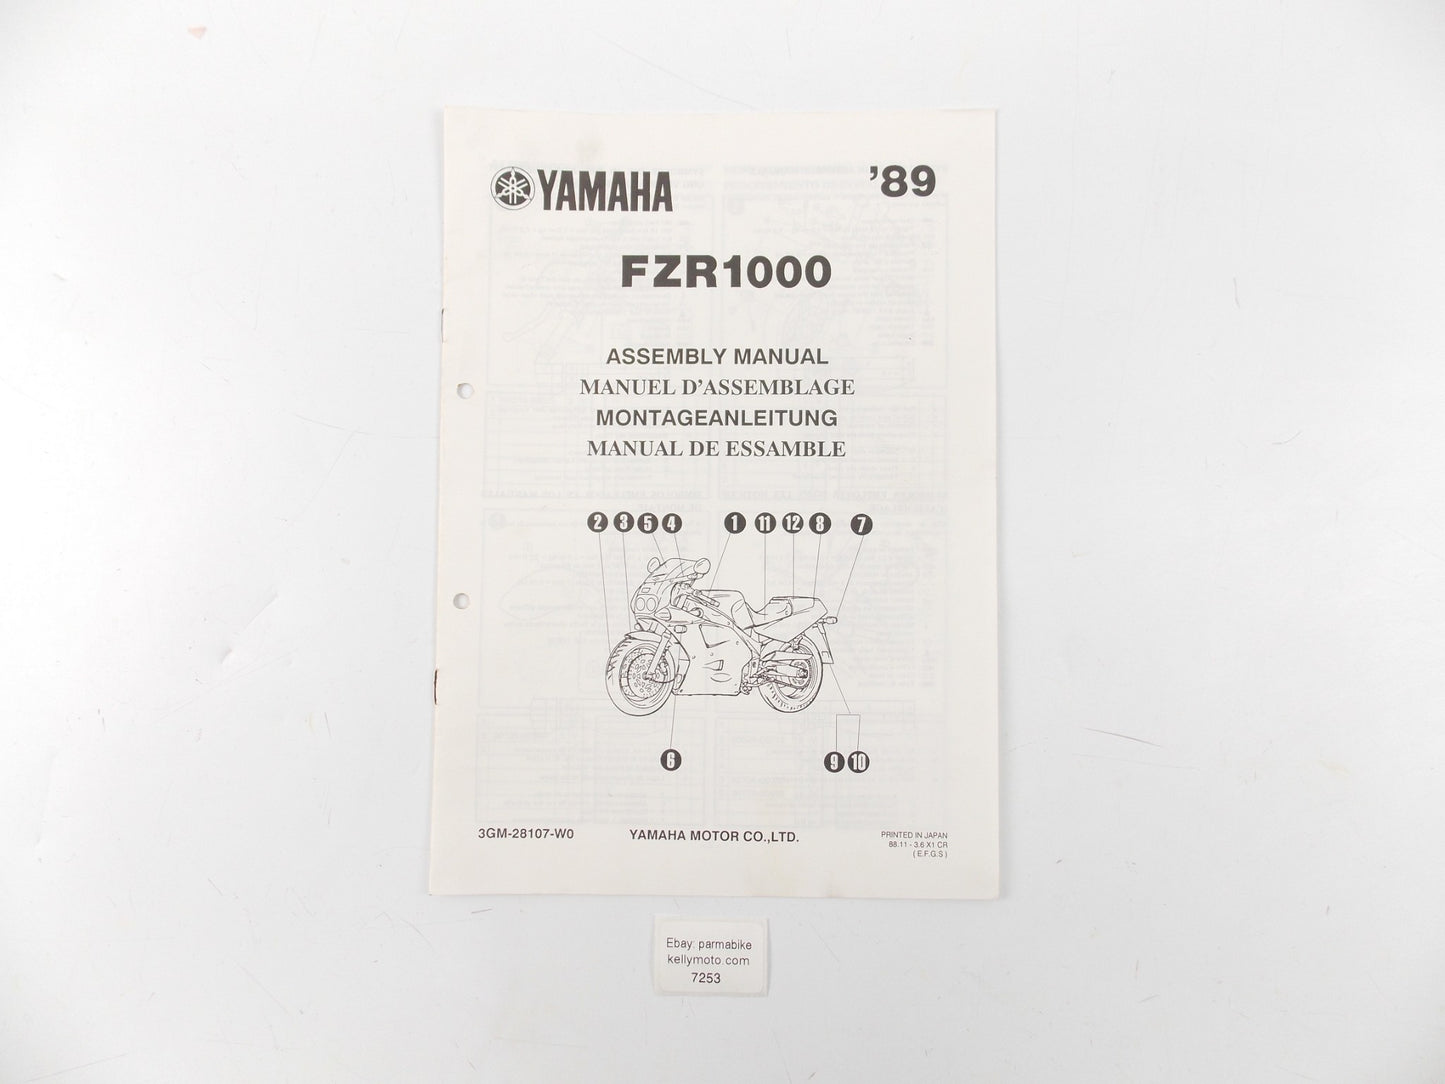 YAMAHA '89
FZR1000
ASSEMBLY MANUAL
MANUEL D'ASSEMBLAGE
MONTAGEANLEITUNG
MANUAL DE ESSAMBLE
2 3 5 4 1 11 12 8 7
9 10
6
3GM-28107-W0 YAMAHA MOTOR CO.,LTD. PRINTED IN JAPAN
88.11 - 3.6 X1 CR
( E.F.G.S )
Ebay: parmabike
kellymoto.com
7253